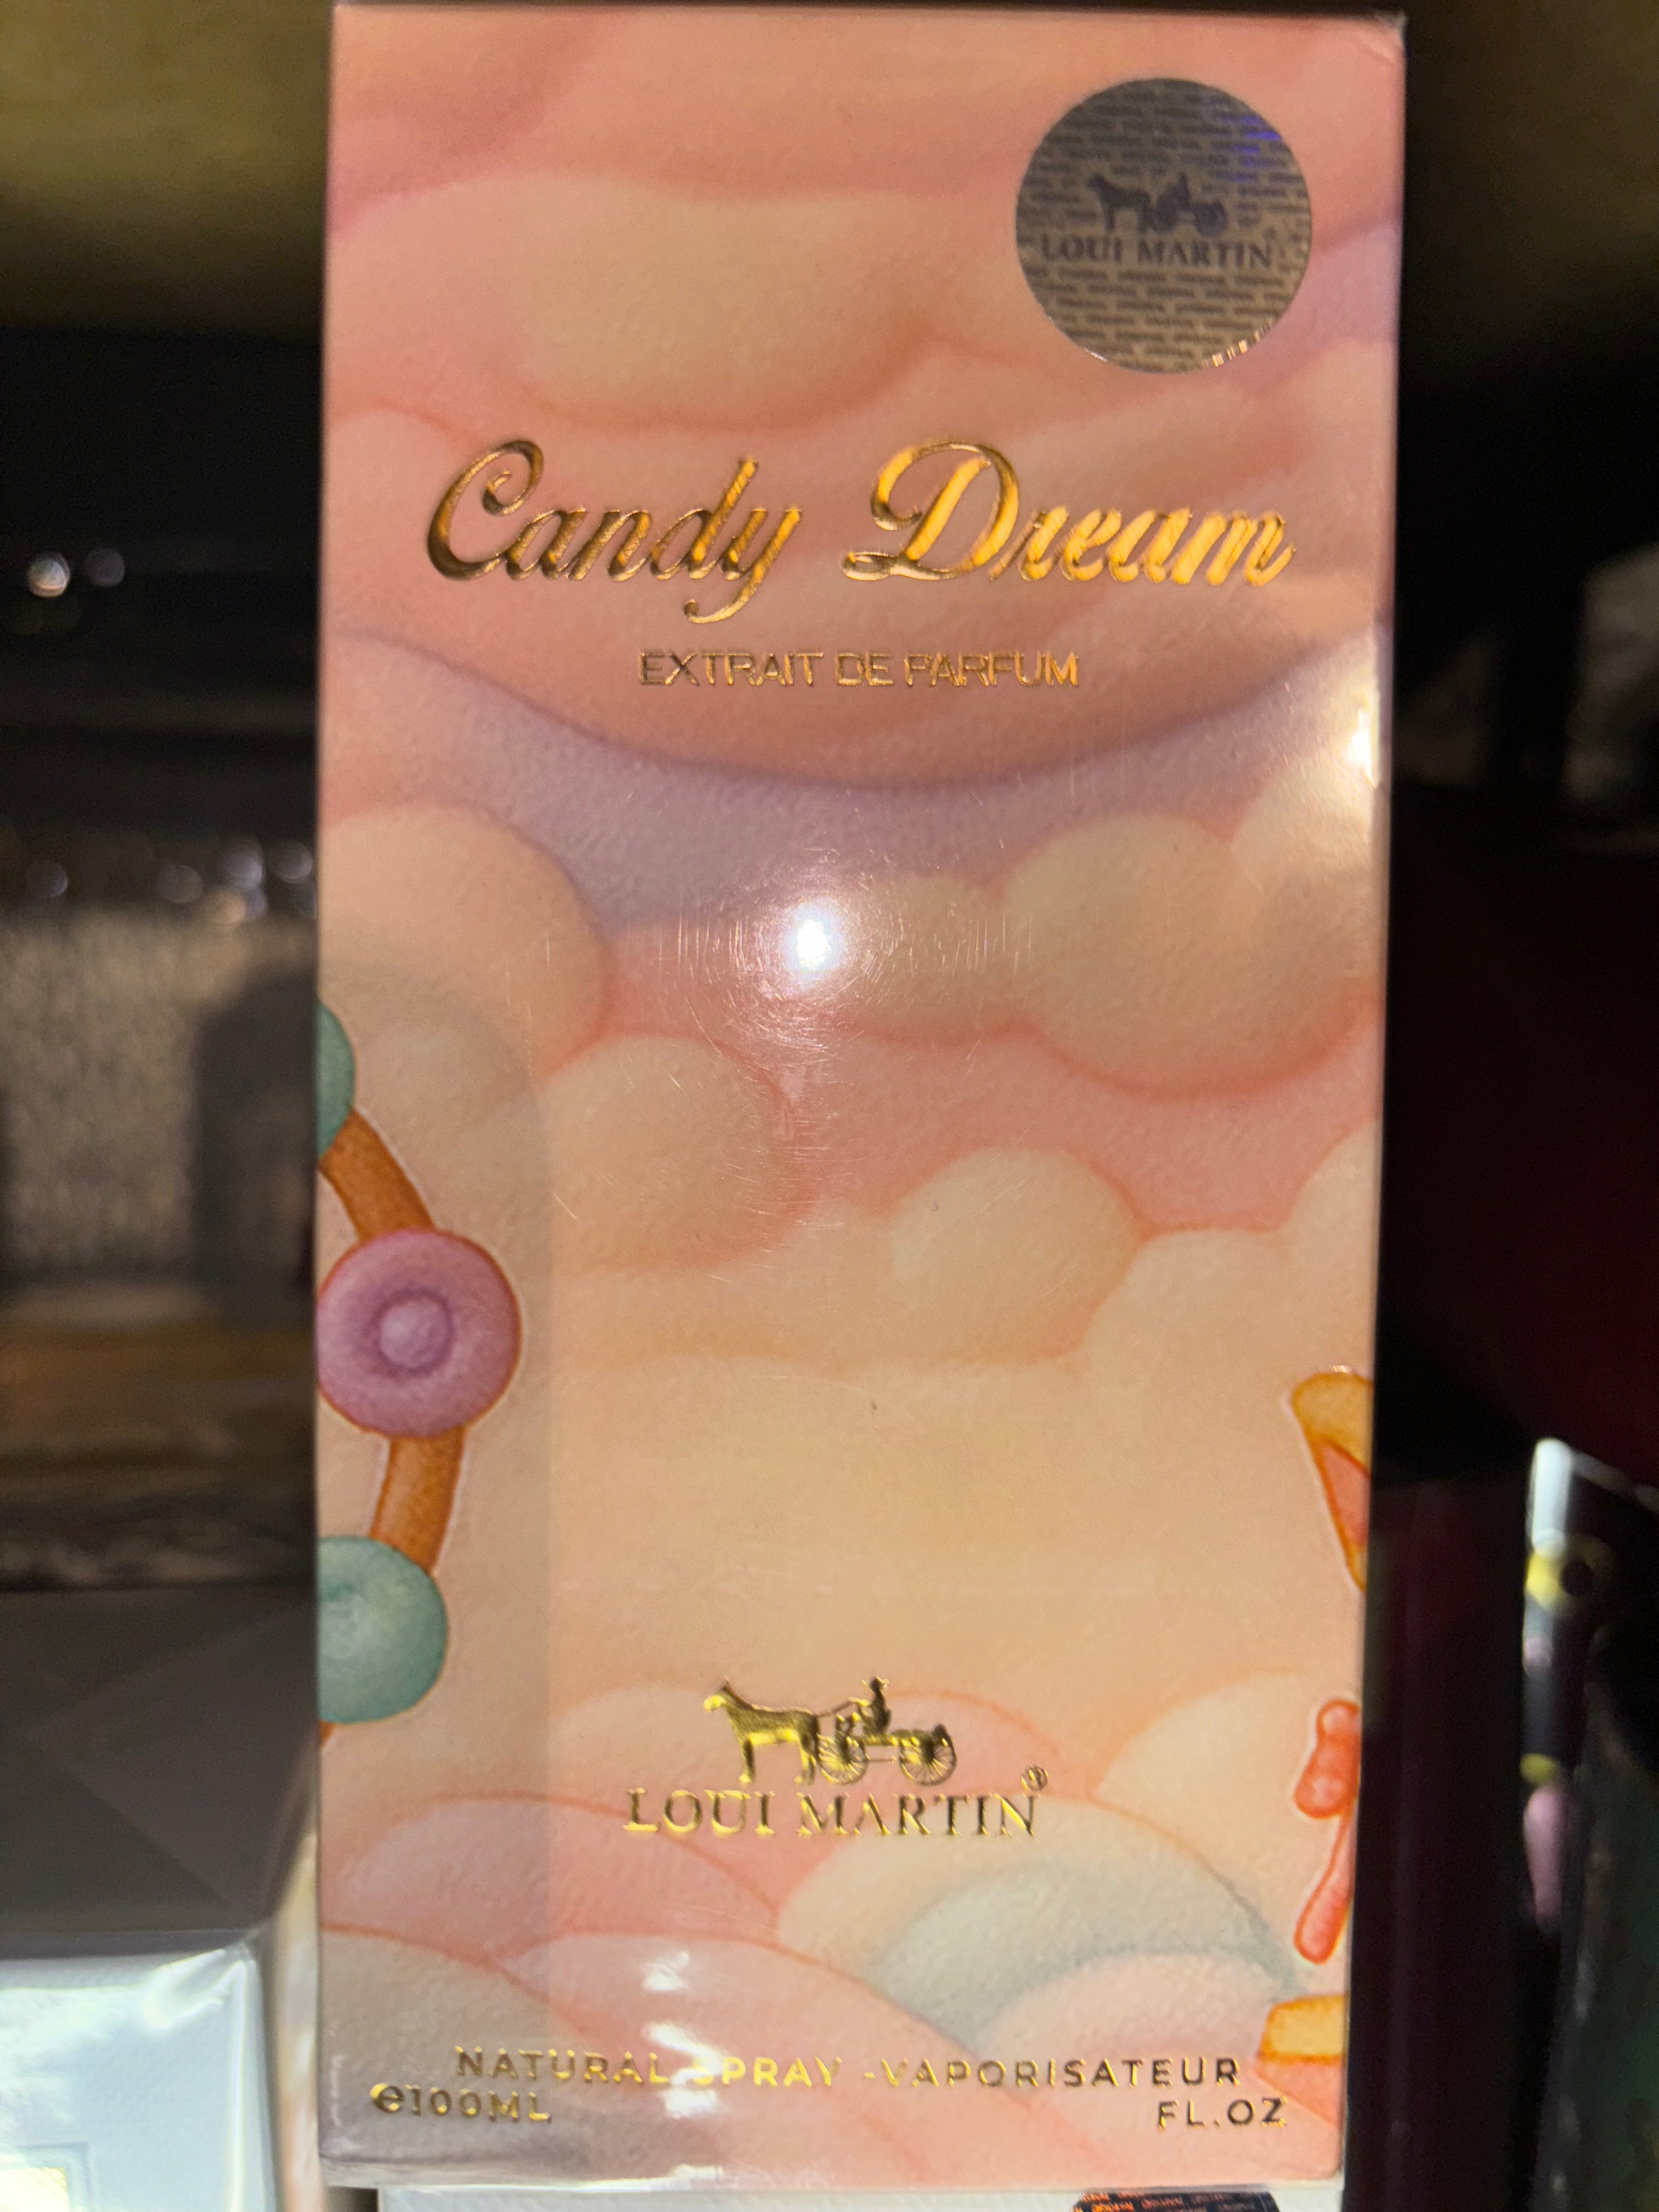 LOUI MARTIN
Candy Dream
EXTRAIT DE PARFUM
LOUI MARTIN®
NATURAL SPRAY -VAPORISATEUR
℮100ML FL.OZ